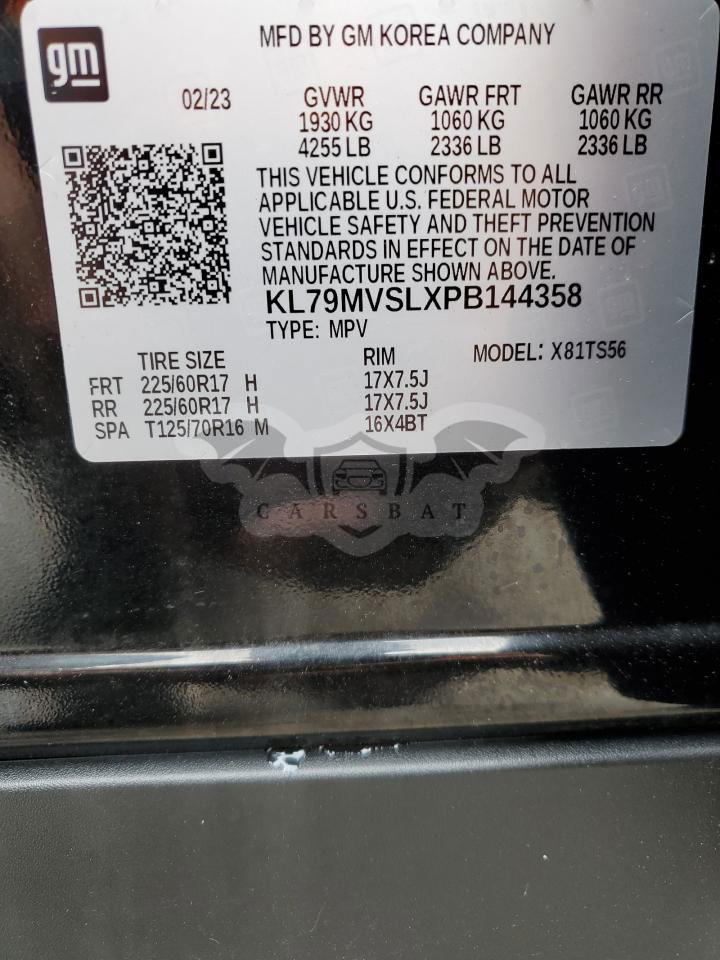 gm
MFD BY GM KOREA COMPANY
02/23 GVWR GAWR FRT GAWR RR
1930 KG 1060 KG 1060 KG
4255 LB 2336 LB 2336 LB
THIS VEHICLE CONFORMS TO ALL
APPLICABLE U.S. FEDERAL MOTOR
VEHICLE SAFETY AND THEFT PREVENTION
STANDARDS IN EFFECT ON THE DATE OF
MANUFACTURE SHOWN ABOVE.
KL79MVSLXPB144358
TYPE: MPV
MODEL: X81TS56
TIRE SIZE RIM
FRT 225/60R17 H 17X7.5J
RR 225/60R17 H 17X7.5J
SPA T125/70R16 M 16X4BT
CARSBAT